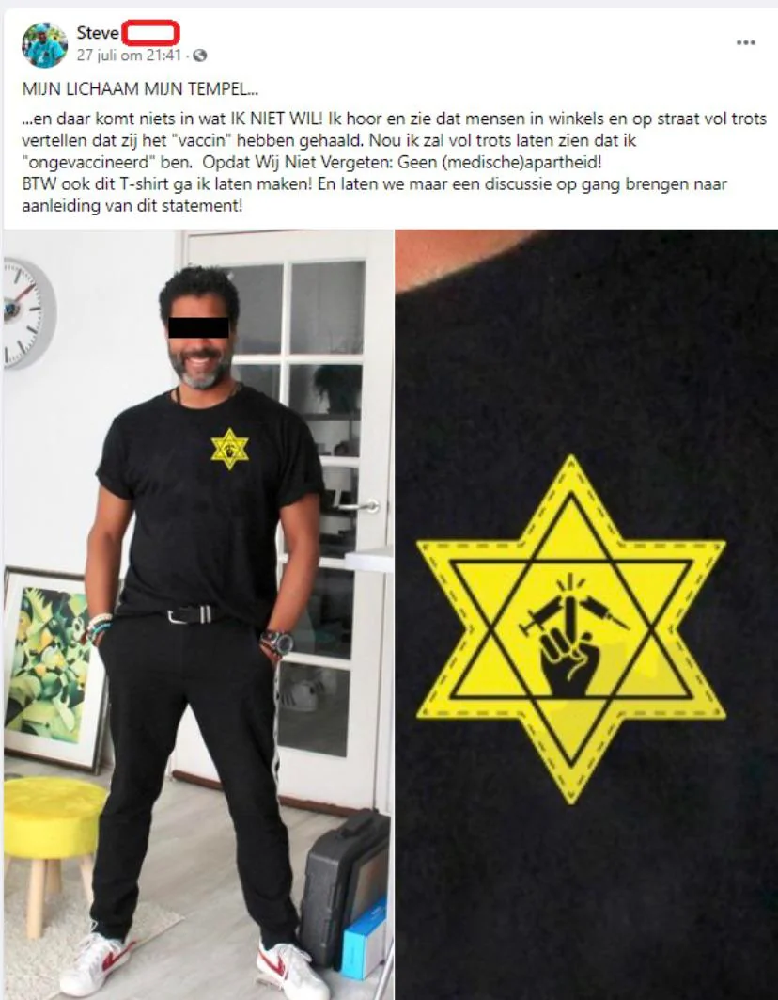 Steve
27 juli om 21:41 ·
MIJN LICHAAM MIJN TEMPEL...
...en daar komt niets in wat IK NIET WIL! Ik hoor en zie dat mensen in winkels en op straat vol trots
vertellen dat zij het "vaccin" hebben gehaald. Nou ik zal vol trots laten zien dat ik
"ongevaccineerd" ben.  Opdat Wij Niet Vergeten: Geen (medische)apartheid!
BTW ook dit T-shirt ga ik laten maken! En laten we maar een discussie op gang brengen naar
aanleiding van dit statement!